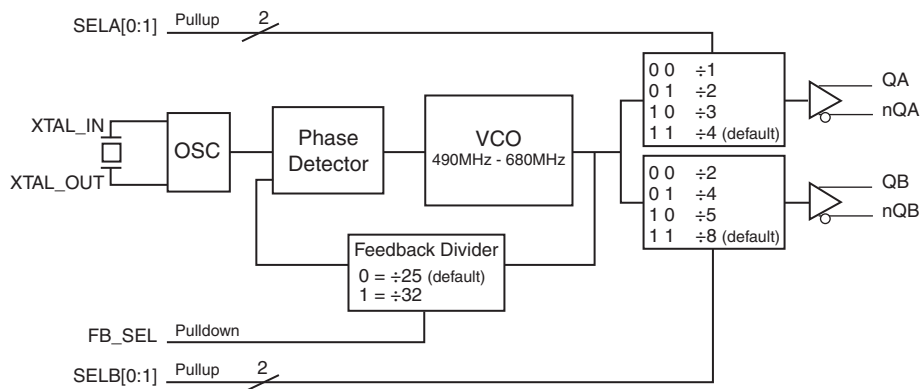 SELA[0:1] Pullup 2
XTAL_IN
XTAL_OUT
OSC
Phase
Detector
VCO
490MHz - 680MHz
0 0 ÷1
0 1 ÷2
1 0 ÷3
1 1 ÷4 (default)
QA
nQA
0 0 ÷2
0 1 ÷4
1 0 ÷5
1 1 ÷8 (default)
QB
nQB
Feedback Divider
0 = ÷25 (default)
1 = ÷32
FB_SEL Pulldown
SELB[0:1] Pullup 2